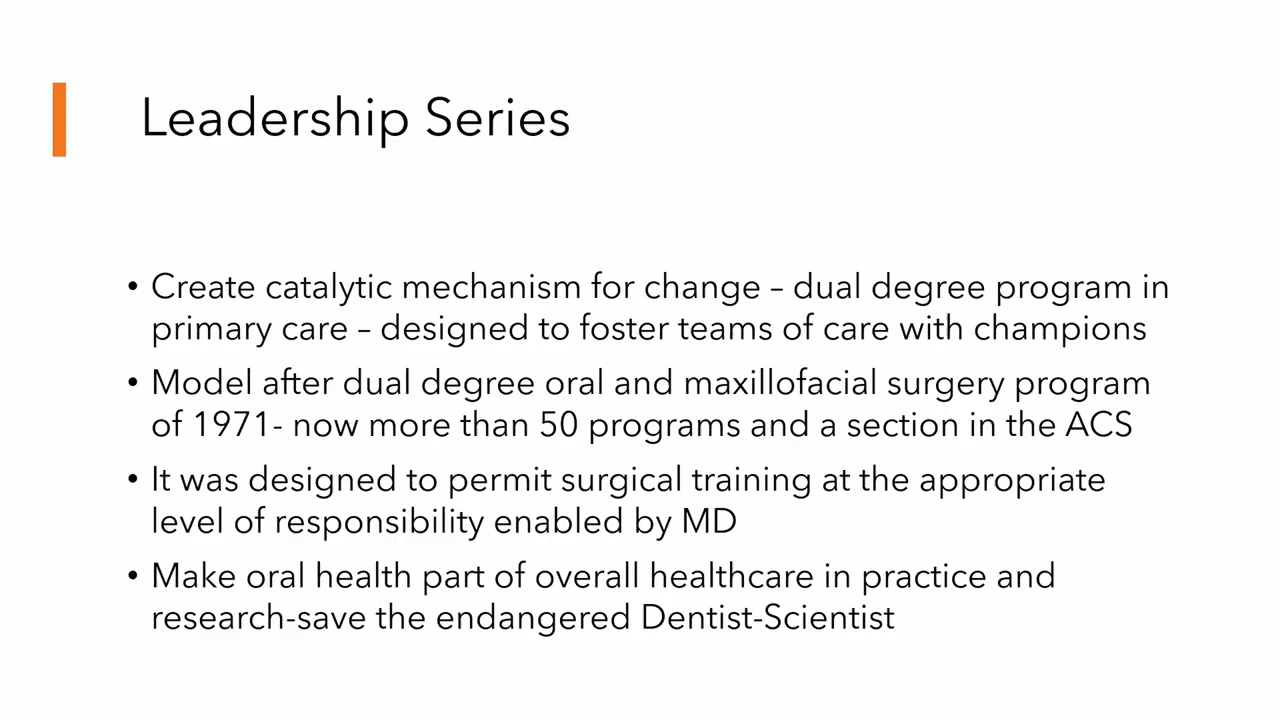 Leadership Series
• Create catalytic mechanism for change – dual degree program in
primary care – designed to foster teams of care with champions
• Model after dual degree oral and maxillofacial surgery program
of 1971- now more than 50 programs and a section in the ACS
• It was designed to permit surgical training at the appropriate
level of responsibility enabled by MD
• Make oral health part of overall healthcare in practice and
research-save the endangered Dentist-Scientist